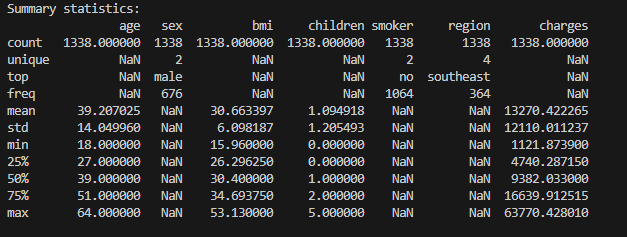 Summary statistics:
age sex bmi children smoker region charges
count 1338.000000 1338 1338.000000 1338.000000 1338 1338 1338.000000
unique NaN 2 NaN NaN 2 4 NaN
top NaN male NaN NaN no southeast NaN
freq NaN 676 NaN NaN 1064 364 NaN
mean 39.207025 NaN 30.663397 1.094918 NaN NaN 13270.422265
std 14.049960 NaN 6.098187 1.205493 NaN NaN 12110.011237
min 18.000000 NaN 15.960000 0.000000 NaN NaN 1121.873900
25% 27.000000 NaN 26.296250 0.000000 NaN NaN 4740.287150
50% 39.000000 NaN 30.400000 1.000000 NaN NaN 9382.033000
75% 51.000000 NaN 34.693750 2.000000 NaN NaN 16639.912515
max 64.000000 NaN 53.130000 5.000000 NaN NaN 63770.428010